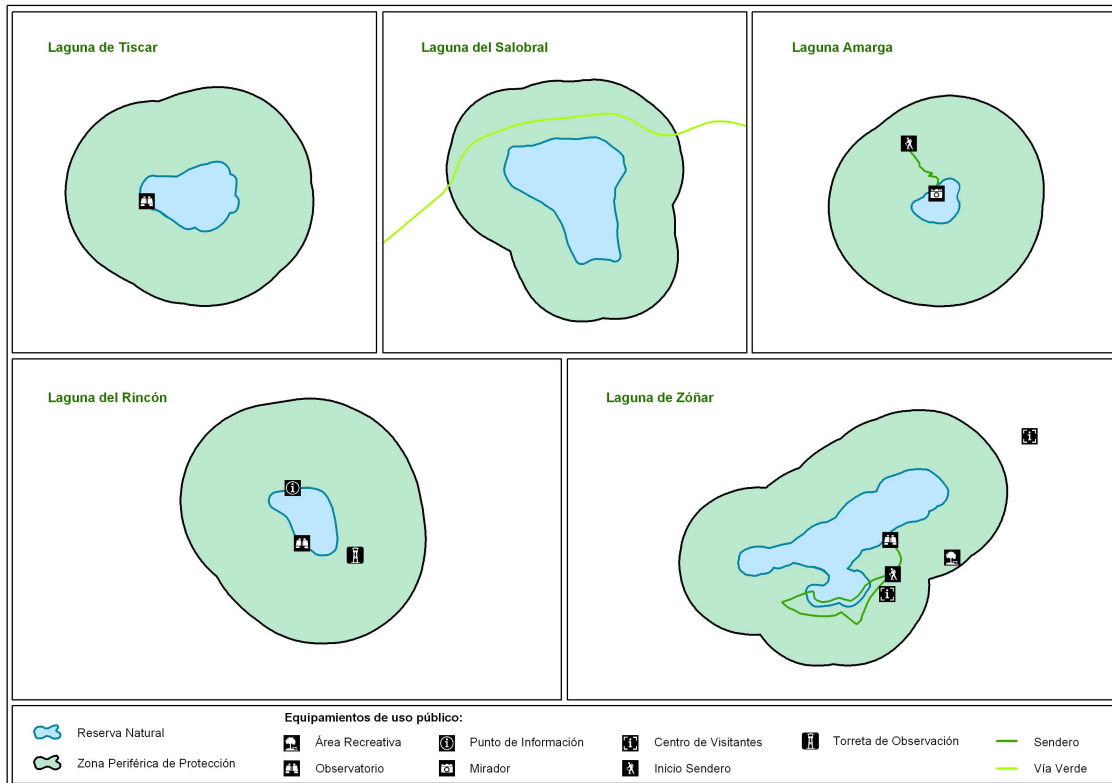 Laguna de Tiscar
Laguna del Salobral
Laguna Amarga
Laguna del Rincón
Laguna de Zóñar
Reserva Natural
Zona Periférica de Protección
Equipamientos de uso público:
Área Recreativa
Observatorio
Punto de Información
Mirador
Centro de Visitantes
Inicio Sendero
Torreta de Observación
Sendero
Vía Verde